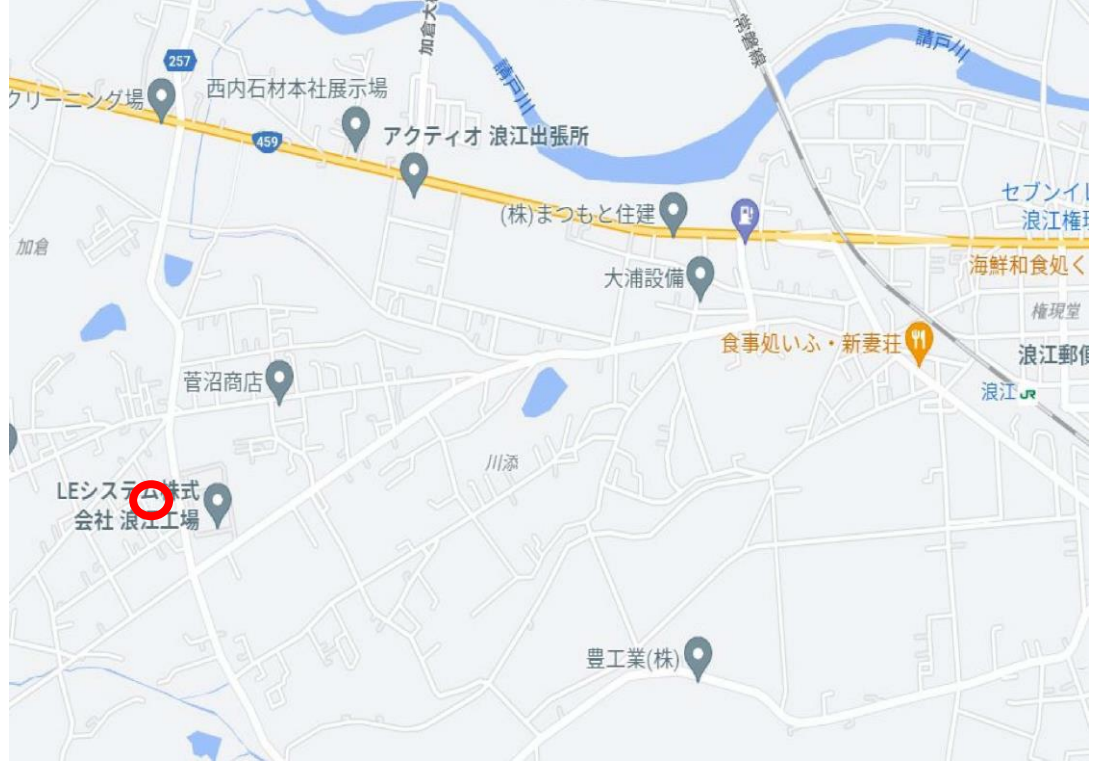 加倉大
257
請戸川
クリーニング場
西内石材本社展示場
459
アクティオ 浪江出張所
請戸川
セブンイレ
浪江権現
(株)まつもと住建
加倉
海鮮和食処く
大浦設備
権現堂
食事処いふ・新妻荘
浪江郵便
菅沼商店
浪江
JR
川添
LEシステム株式
会社 浪江工場
豊工業(株)